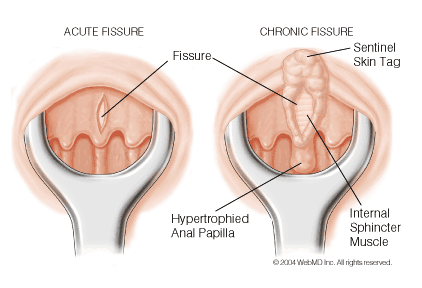 ACUTE FISSURE
CHRONIC FISSURE
Fissure
Sentinel
Skin Tag
Hypertrophied
Anal Papilla
Internal
Sphincter
Muscle
© 2004 WebMD Inc. All rights reserved.